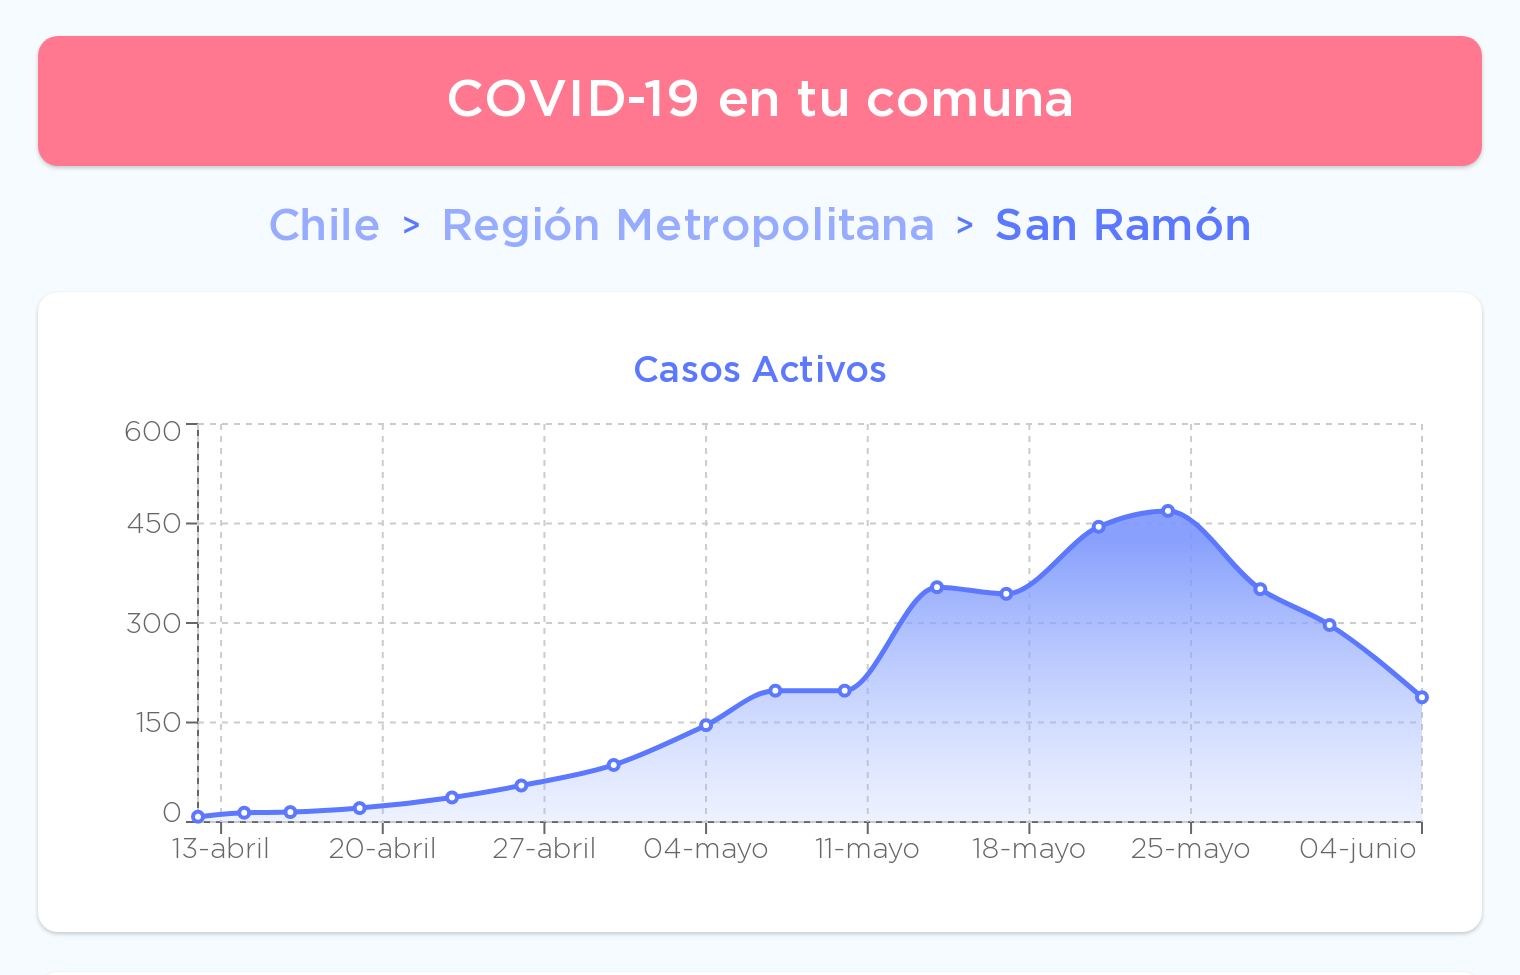 COVID-19 en tu comuna
Chile > Región Metropolitana > San Ramón
Casos Activos
600
450
300
150
0
13-abril 20-abril 27-abril 04-mayo 11-mayo 18-mayo 25-mayo 04-junio